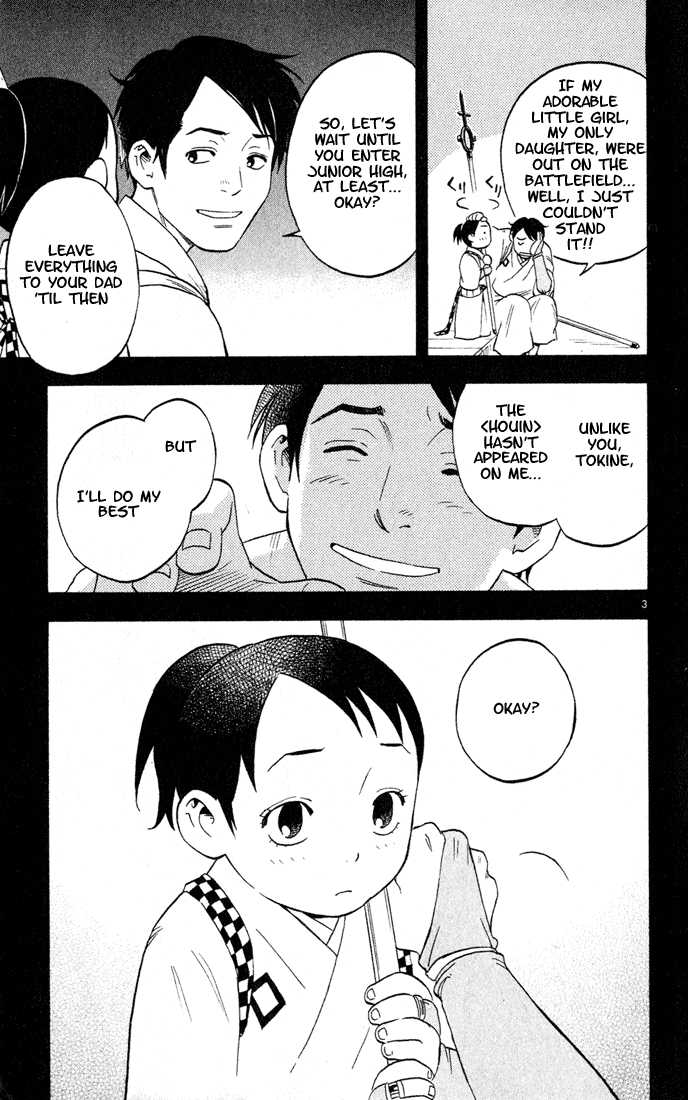 IF MY
ADORABLE
LITTLE GIRL,
MY ONLY
DAUGHTER, WERE
OUT ON THE
BATTLEFIELD...
WELL, I JUST
COULDN'T
STAND
IT!!
ぐ
ぐ
SO, LET'S
WAIT UNTIL
YOU ENTER
JUNIOR HIGH,
AT LEAST...
OKAY?
LEAVE
EVERYTHING
TO YOUR DAD
'TIL THEN
UNLIKE
YOU,
TOKINE,
THE
<HOUIN>
HASN'T
APPEARED
ON ME...
BUT
I'LL DO MY
BEST
3
OKAY?